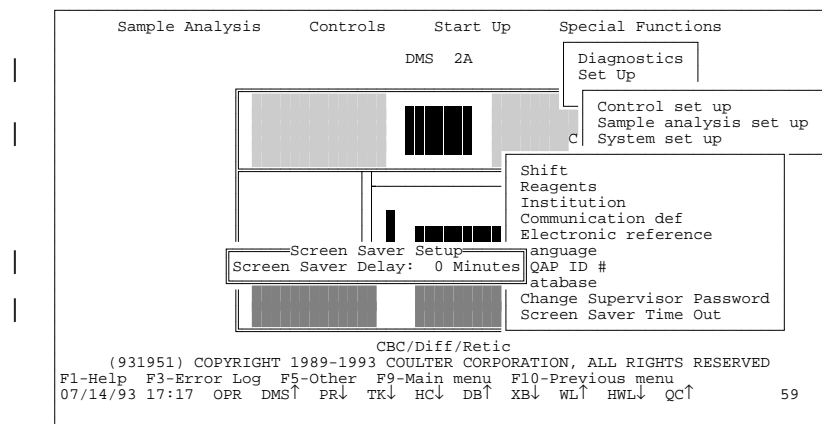 Sample Analysis Controls Start Up Special Functions
DMS 2A
Diagnostics
Set Up
Control set up
Sample analysis set up
C System set up
Shift
Reagents
Institution
Communication def
Electronic reference
anguage
QAP ID #
atabase
Change Supervisor Password
Screen Saver Time Out
Screen Saver Setup
Screen Saver Delay: 0 Minutes
CBC/Diff/Retic
(931951) COPYRIGHT 1989-1993 COULTER CORPORATION, ALL RIGHTS RESERVED
F1-Help F3-Error Log F5-Other F9-Main menu F10-Previous menu
07/14/93 17:17 OPR DMS↑ PR↓ TK↓ HC↓ DB↑ XB↓ WL↑ HWL↓ QC↑ 59